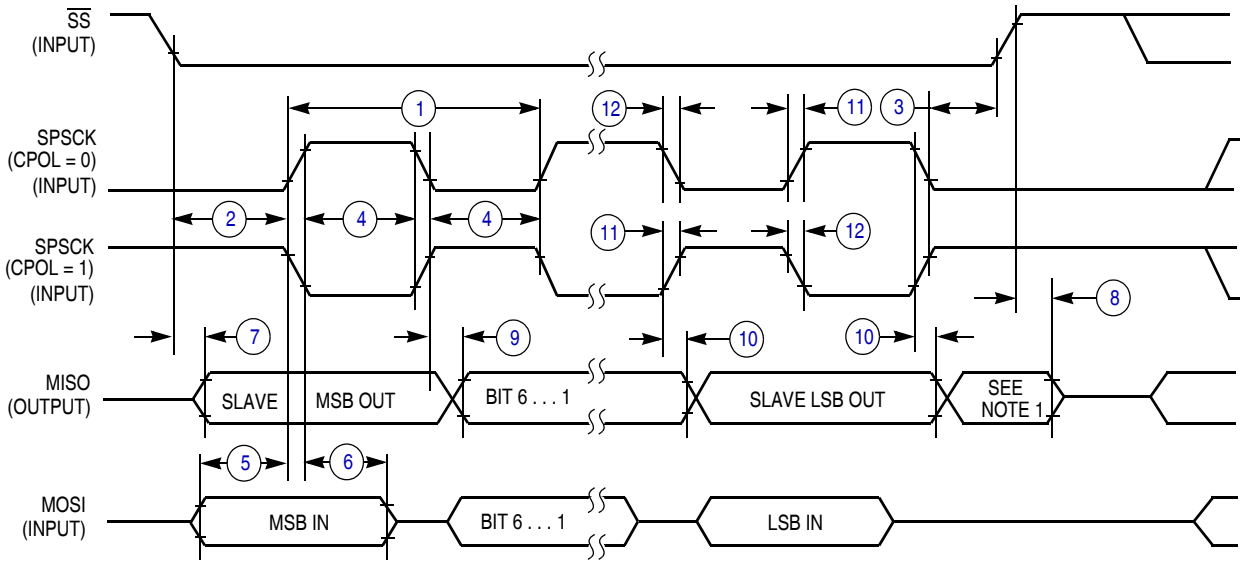 SS
(INPUT)
1
12
11
3
SPSCK
(CPOL = 0)
(INPUT)
2
4
4
11
12
SPSCK
(CPOL = 1)
(INPUT)
8
7
9
10
10
MISO
(OUTPUT)
SLAVE
MSB OUT
BIT 6 . . . 1
SLAVE LSB OUT
SEE
NOTE 1
5
6
MOSI
(INPUT)
MSB IN
BIT 6 . . . 1
LSB IN